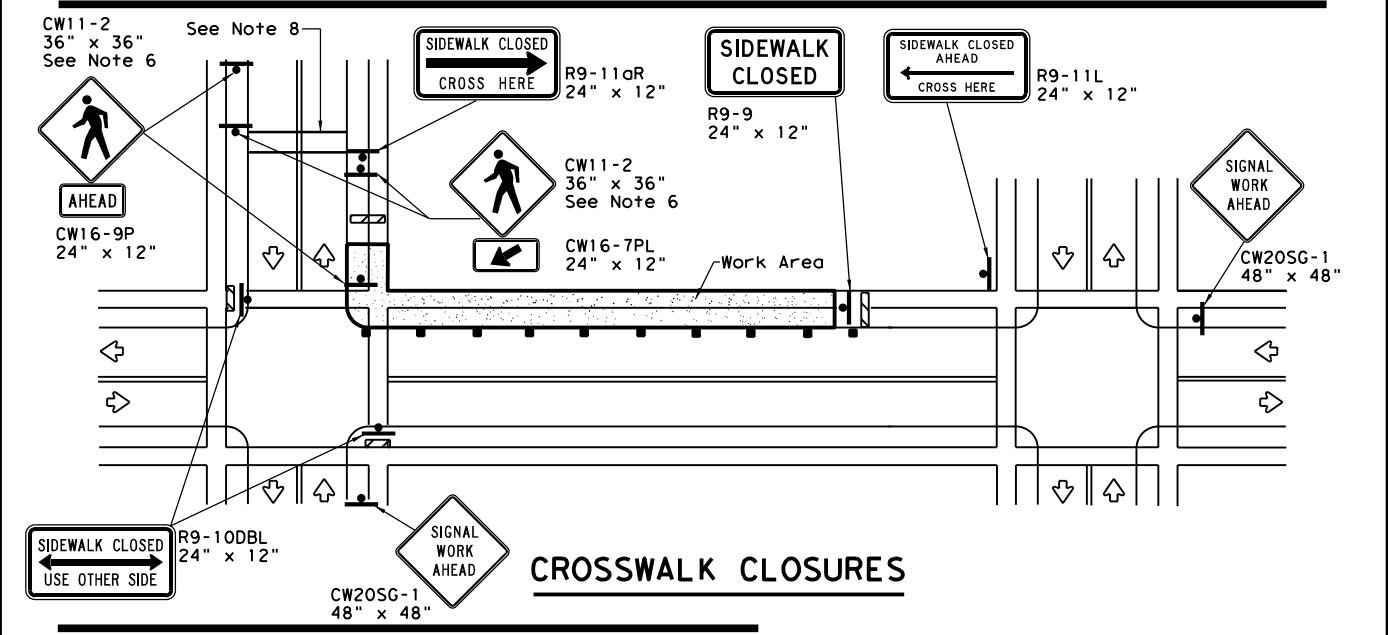 CW11-2
36" x 36"
See Note 6
See Note 8
SIDEWALK CLOSED
CROSS HERE
R9-11aR
24" x 12"
SIDEWALK
CLOSED
R9-9
24" x 12"
SIDEWALK CLOSED
AHEAD
CROSS HERE
R9-11L
24" x 12"
AHEAD
CW16-9P
24" x 12"
CW11-2
36" x 36"
See Note 6
CW16-7PL
24" x 12"
Work Area
SIGNAL
WORK
AHEAD
CW20SG-1
48" x 48"
SIDEWALK CLOSED
USE OTHER SIDE
R9-10DBL
24" x 12"
SIGNAL
WORK
AHEAD
CW20SG-1
48" x 48"
CROSSWALK CLOSURES